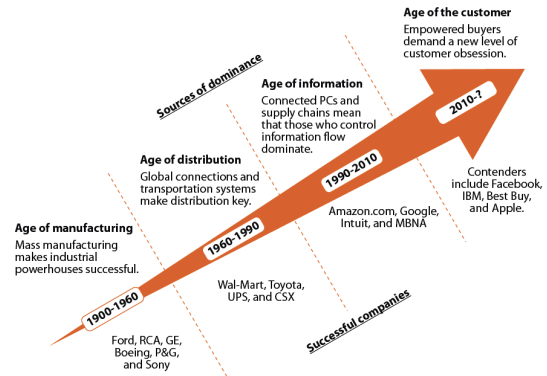 Age of the customer
Empowered buyers
demand a new level of
customer obsession.
Sources of dominance
Age of information
Connected PCs and
supply chains mean
that those who control
information flow
dominate.
2010-?
Age of distribution
Global connections and
transportation systems
make distribution key.
1990-2010
Contenders
include Facebook,
IBM, Best Buy,
and Apple.
Amazon.com, Google,
Intuit, and MBNA
Age of manufacturing
Mass manufacturing
makes industrial
powerhouses successful.
1960-1990
Wal-Mart, Toyota,
UPS, and CSX
1900-1960
Successful companies
Ford, RCA, GE,
Boeing, P&G,
and Sony